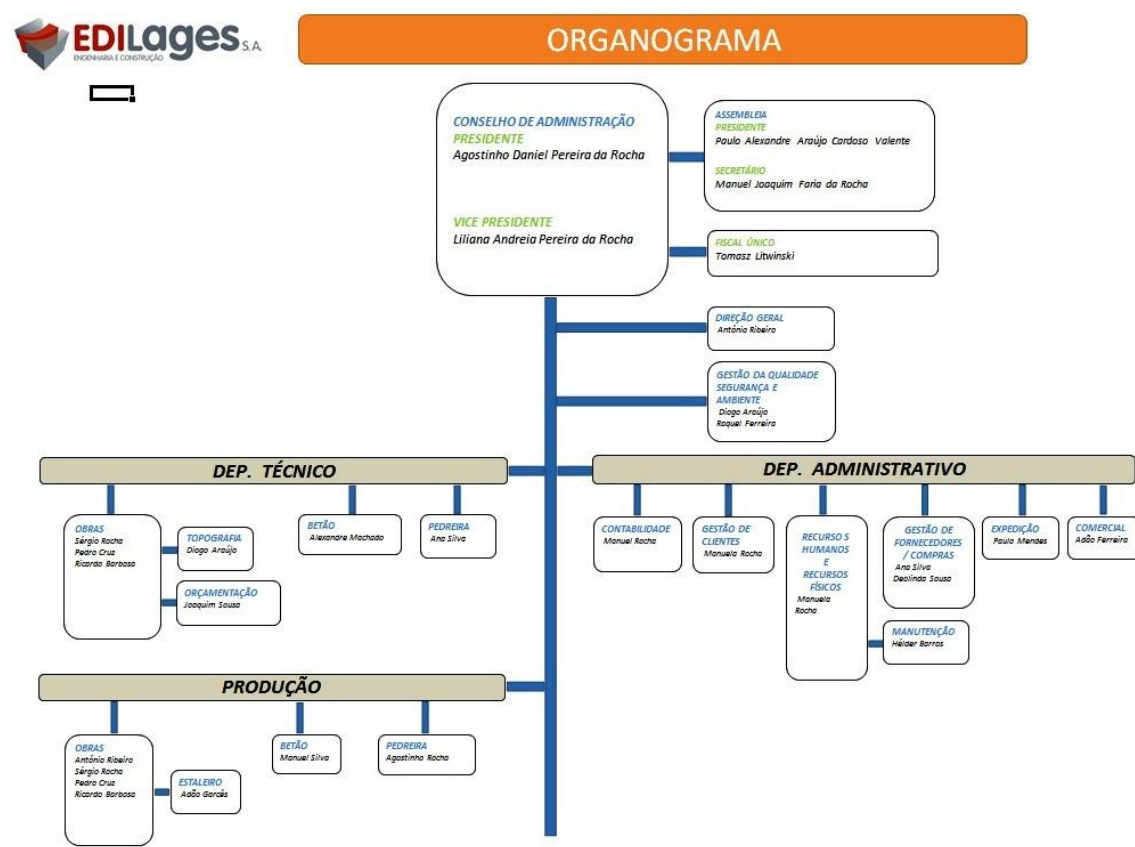 EDILages S.A.
ENGENHARIA E CONSTRUÇÃO
ORGANOGRAMA
CONSELHO DE ADMINISTRAÇÃO
PRESIDENTE
Agostinho Daniel Pereira da Rocha
VICE PRESIDENTE
Liliana Andreia Pereira da Rocha
ASSEMBLEIA
PRESIDENTE
Paulo Alexandre Araújo Cardoso Valente
SECRETÁRIO
Manuel Joaquim Faria da Rocha
FISCAL ÚNICO
Tomasz Litwinski
DIREÇÃO GERAL
António Ribeiro
GESTÃO DA QUALIDADE
SEGURANÇA E
AMBIENTE
Diogo Araújo
Raquel Ferreira
DEP. TÉCNICO
OBRAS
Sérgio Rocha
Pedro Cruz
Ricardo Barbosa
TOPOGRAFIA
Diogo Araújo
ORÇAMENTAÇÃO
Joaquim Sousa
BETÃO
Alexandre Machado
PEDREIRA
Ana Silva
DEP. ADMINISTRATIVO
CONTABILIDADE
Manuel Rocha
GESTÃO DE
CLIENTES
Manuela Rocha
RECURSO S
HUMANOS
E
RECURSOS
FÍSICOS
Manuela
Rocha
GESTÃO DE
FORNECEDORES
/ COMPRAS
Ana Silva
Deolinda Sousa
MANUTENÇÃO
Hélder Barros
EXPEDIÇÃO
Paulo Mendes
COMERCIAL
Adão Ferreira
PRODUÇÃO
OBRAS
António Ribeiro
Sérgio Rocha
Pedro Cruz
Ricardo Barbosa
ESTALEIRO
Adão Garcês
BETÃO
Manuel Silva
PEDREIRA
Agostinho Rocha